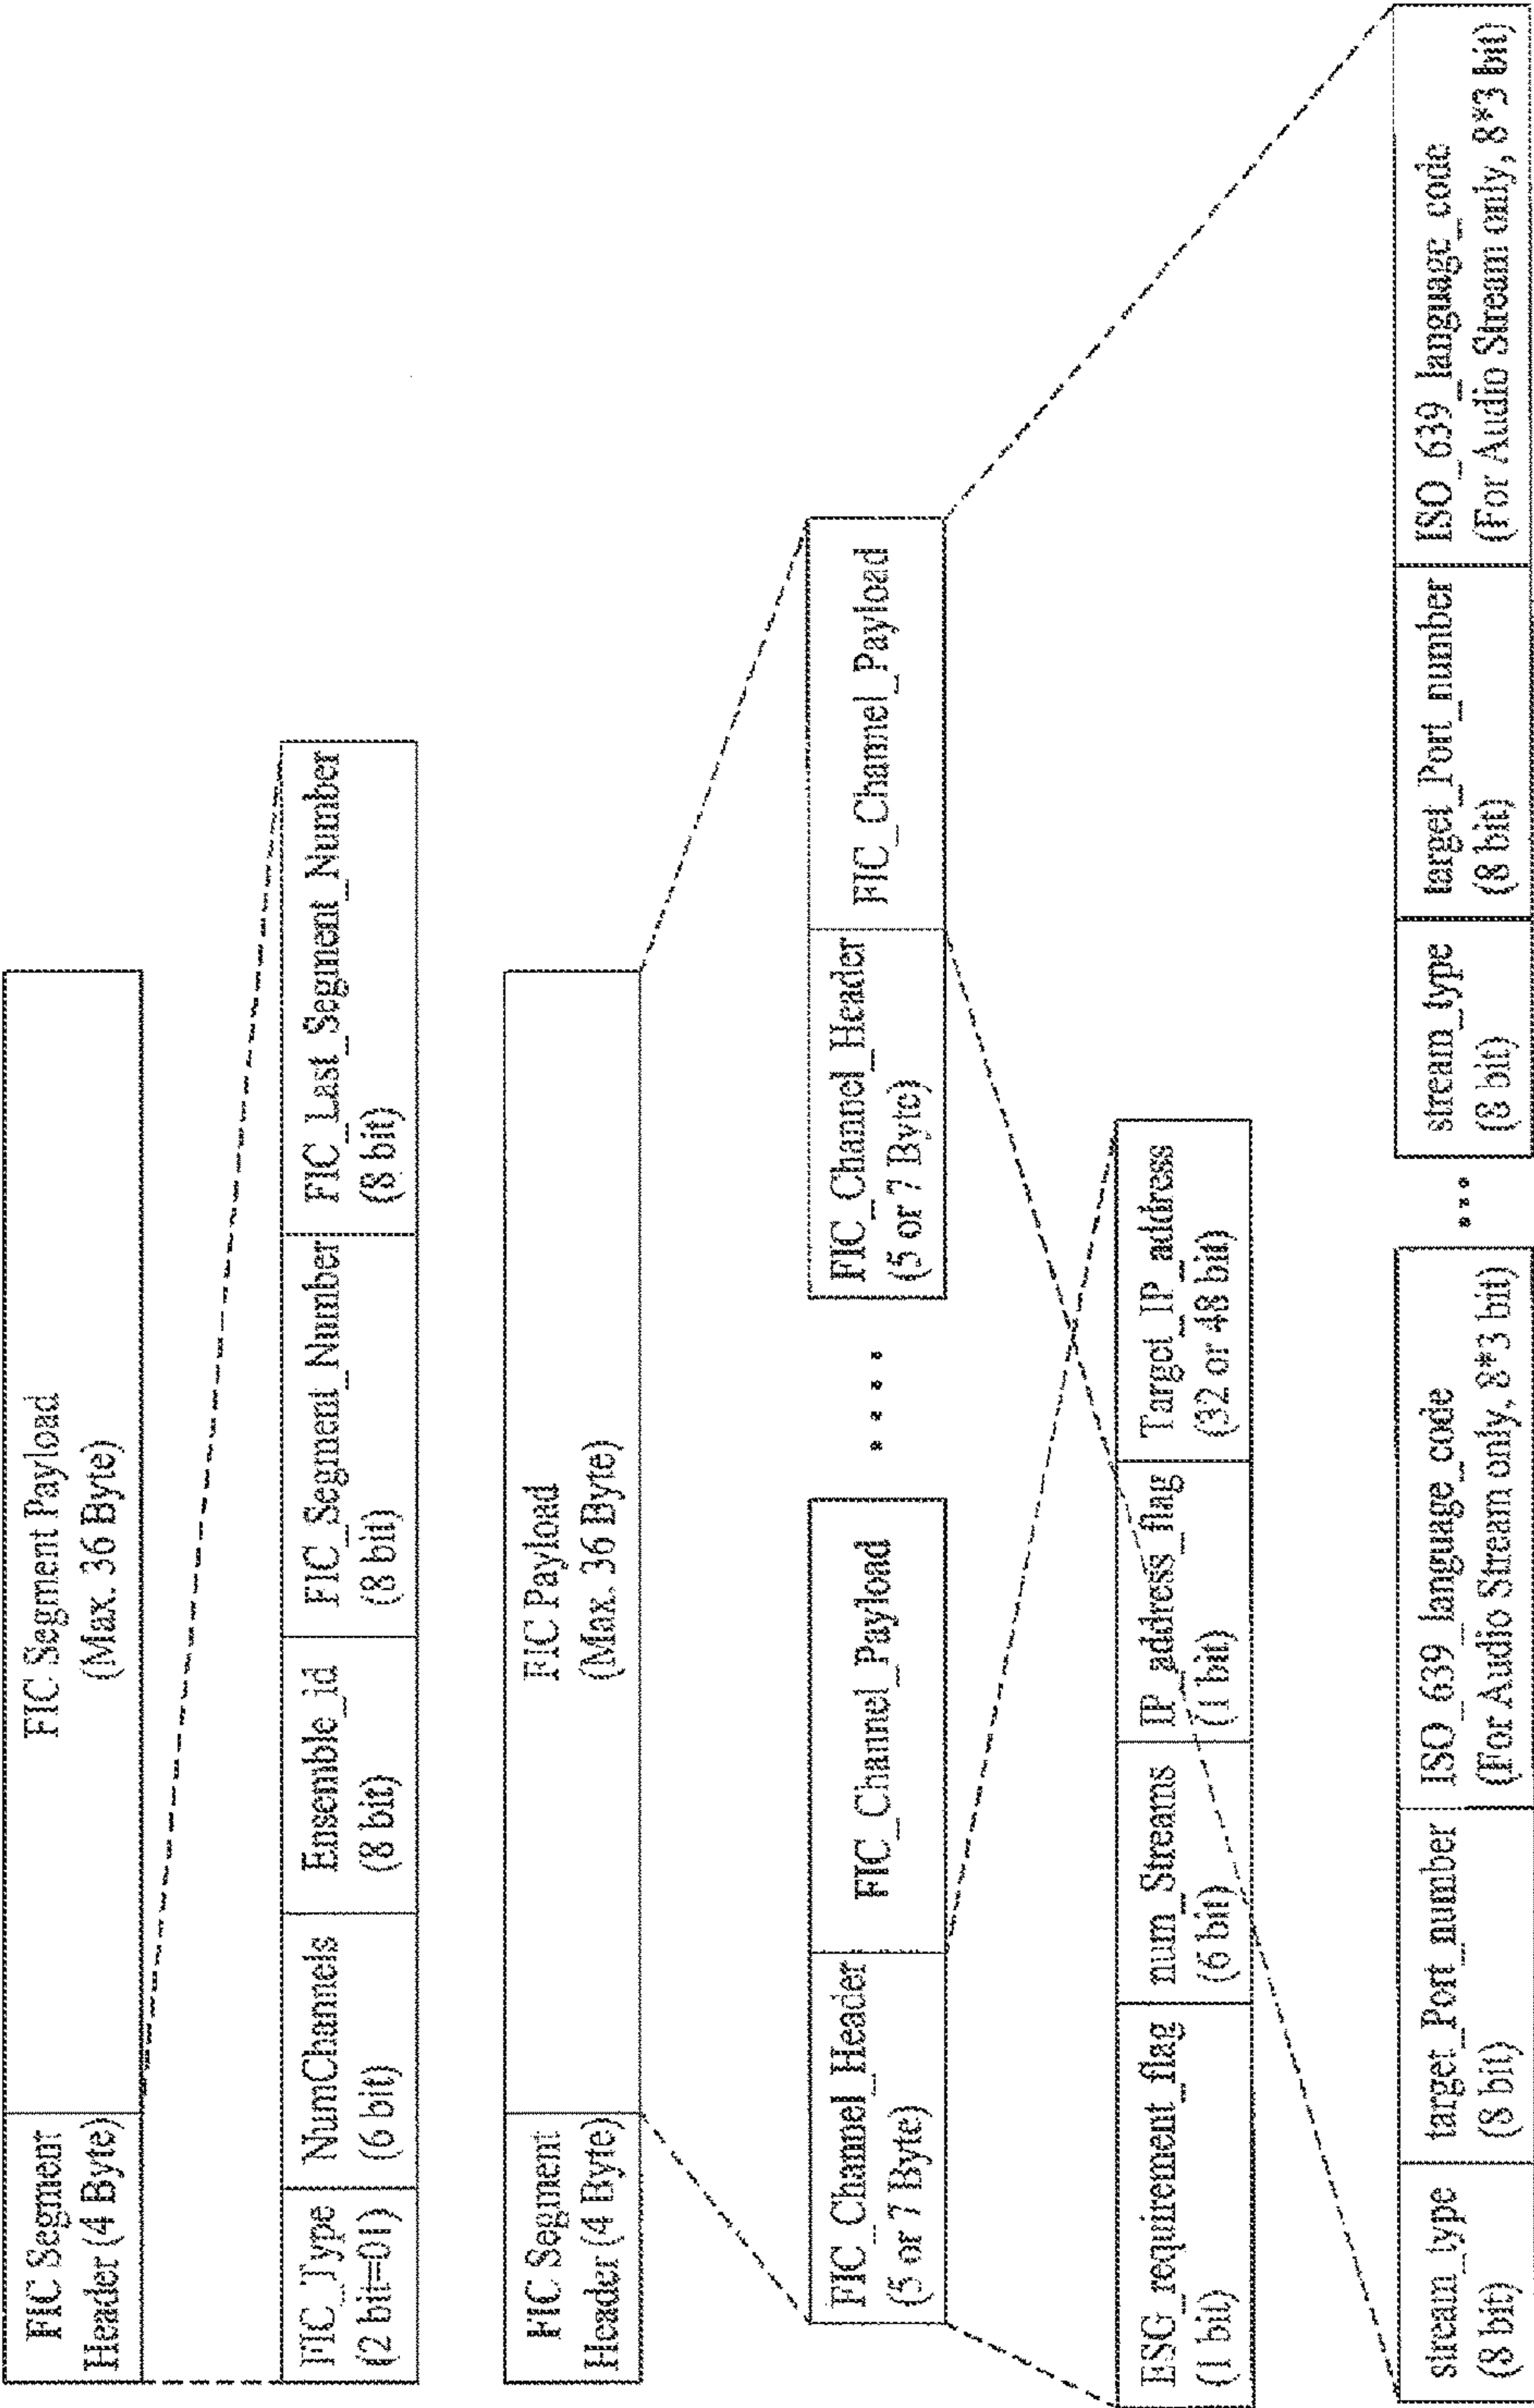 FIC Segment
Header (4 Byte)
FIC Segment Payload
(Max. 36 Byte)
FIC_Type
(2 bit=01)
NumChannels
(6 bit)
Ensemble_id
(8 bit)
FIC_Segment_Number
(8 bit)
FIC_Last_Segment_Number
(8 bit)
FIC Segment
Header (4 Byte)
FIC Payload
(Max. 36 Byte)
FIC_Channel_Header
(5 or 7 Byte)
FIC_Channel_Payload
....
FIC_Channel_Header
(5 or 7 Byte)
FIC_Channel_Payload
ESG_requirement_flag
(1 bit)
num_Streams
(6 bit)
IP_address_flag
(1 bit)
Target_IP_address
(32 or 48 bit)
stream_type
(8 bit)
target_Port_number
(8 bit)
ISO_639_language_code
(For Audio Stream only, 8*3 bit)
...
stream_type
(8 bit)
target_Port_number
(8 bit)
ISO_639_language_code
(For Audio Stream only, 8*3 bit)